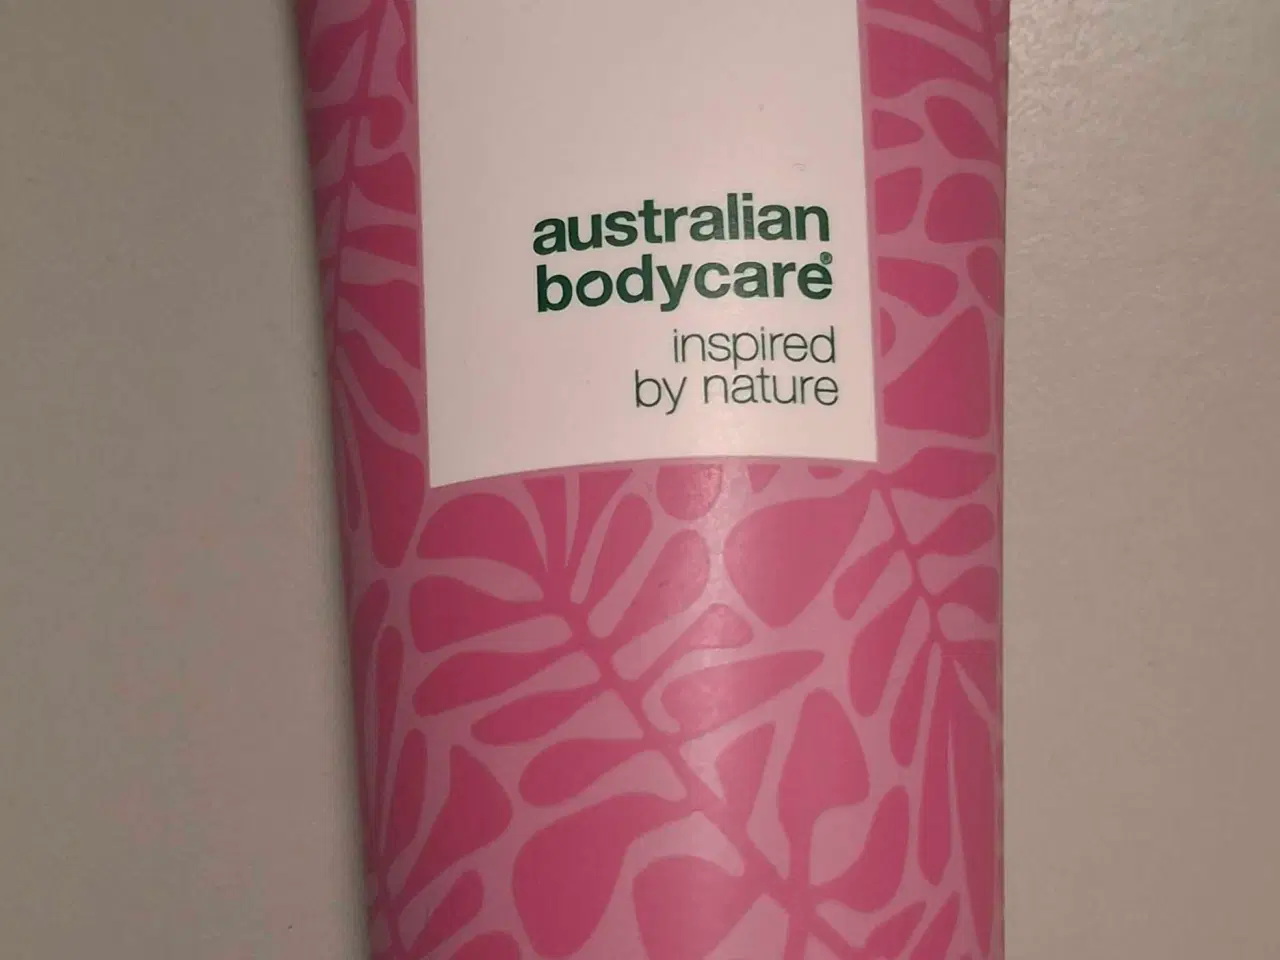 australian
bodycare®
inspired
by nature